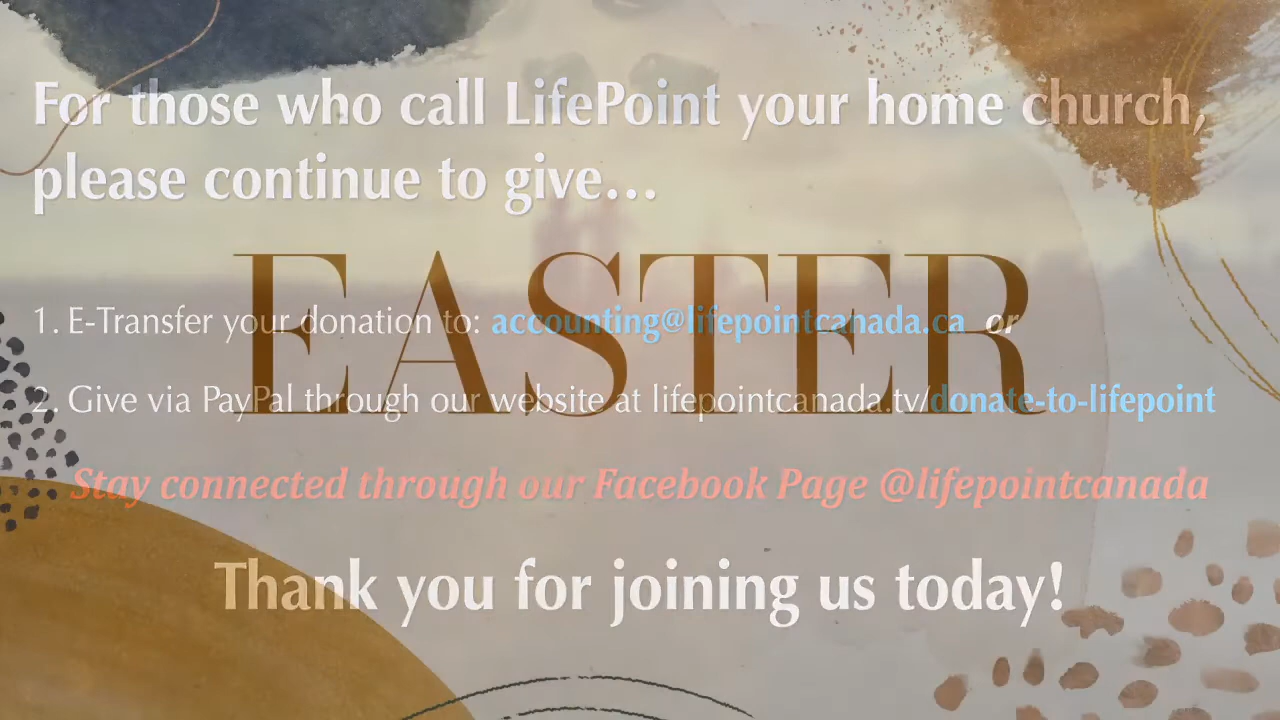 For those who call LifePoint your home church,
please continue to give...
EASTER
1. E-Transfer your donation to: accounting@lifepointcanada.ca or
2. Give via PayPal through our website at lifepointcanada.tv/donate-to-lifepoint
Stay connected through our Facebook Page @lifepointcanada
Thank you for joining us today!